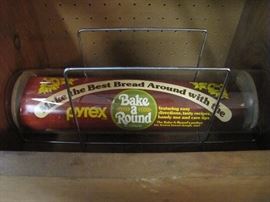 Make the Best Bread Around with the
pyrex
Bake
a
Round
featuring easy
directions, tasty recipes,
handy use and care tips